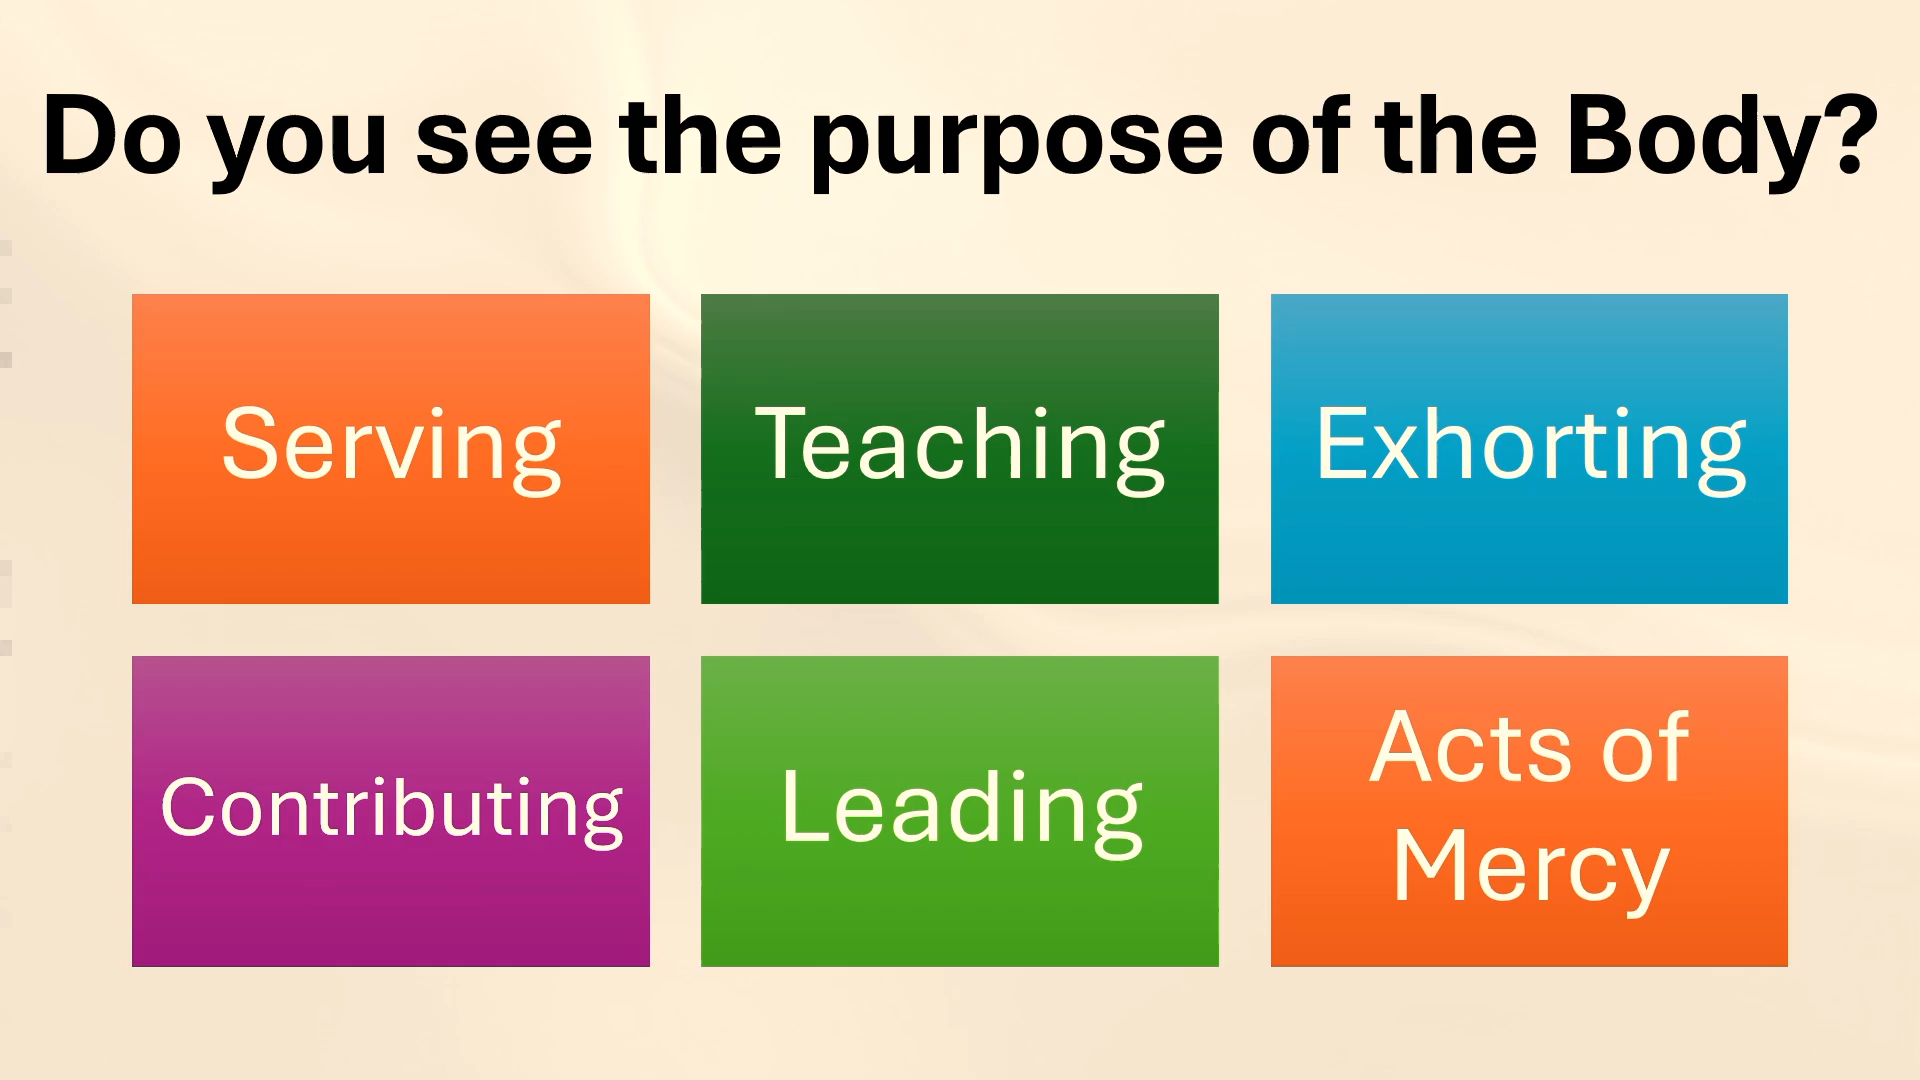 Do you see the purpose of the Body?
Serving
Teaching
Exhorting
Contributing
Leading
Acts of
Mercy